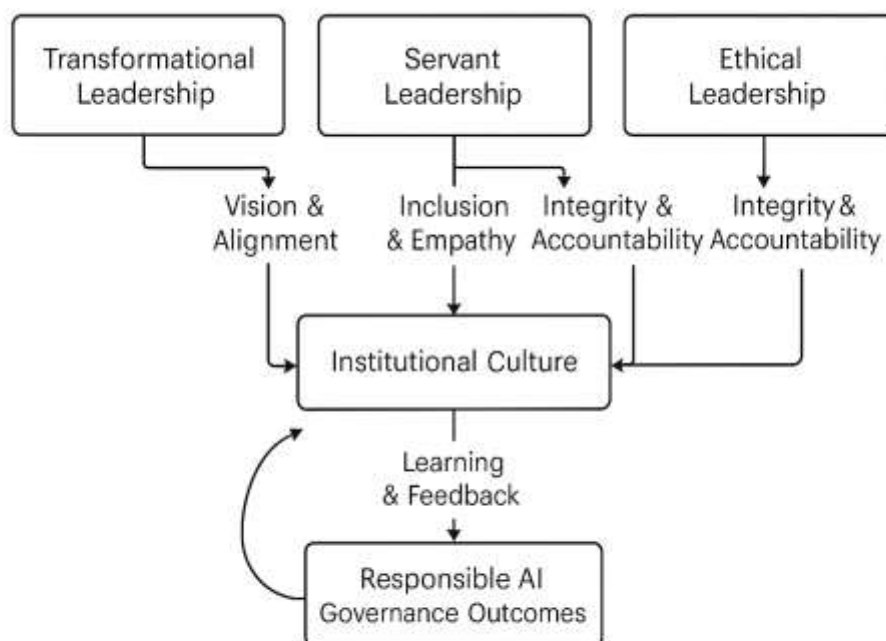 Transformational
Leadership
Servant
Leadership
Ethical
Leadership
Vision &
Alignment
Inclusion
& Empathy
Integrity &
Accountability
Integrity &
Accountability
Institutional Culture
Learning
& Feedback
Responsible AI
Governance Outcomes